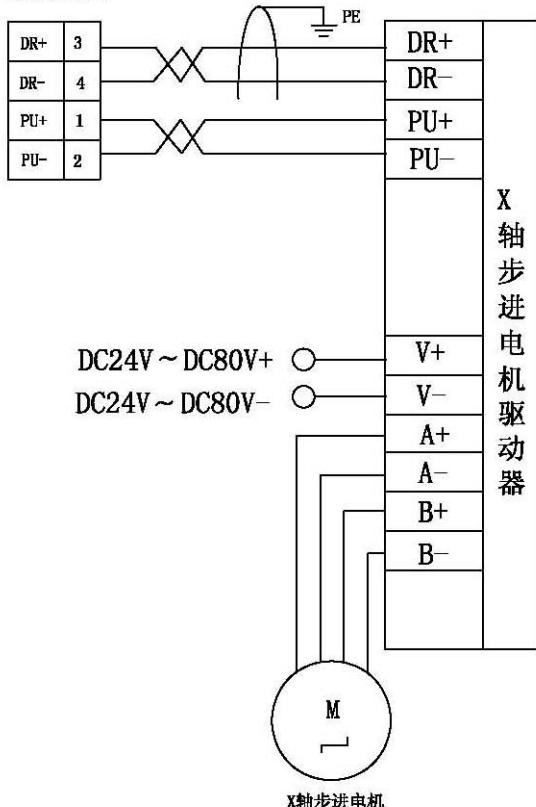 PE
DR+ 3
DR- 4
PU+ 1
PU- 2
DR+
DR-
PU+
PU-
X轴步进电机驱动器
DC24V～DC80V+
DC24V～DC80V-
V+
V-
A+
A-
B+
B-
M
X轴步进电机